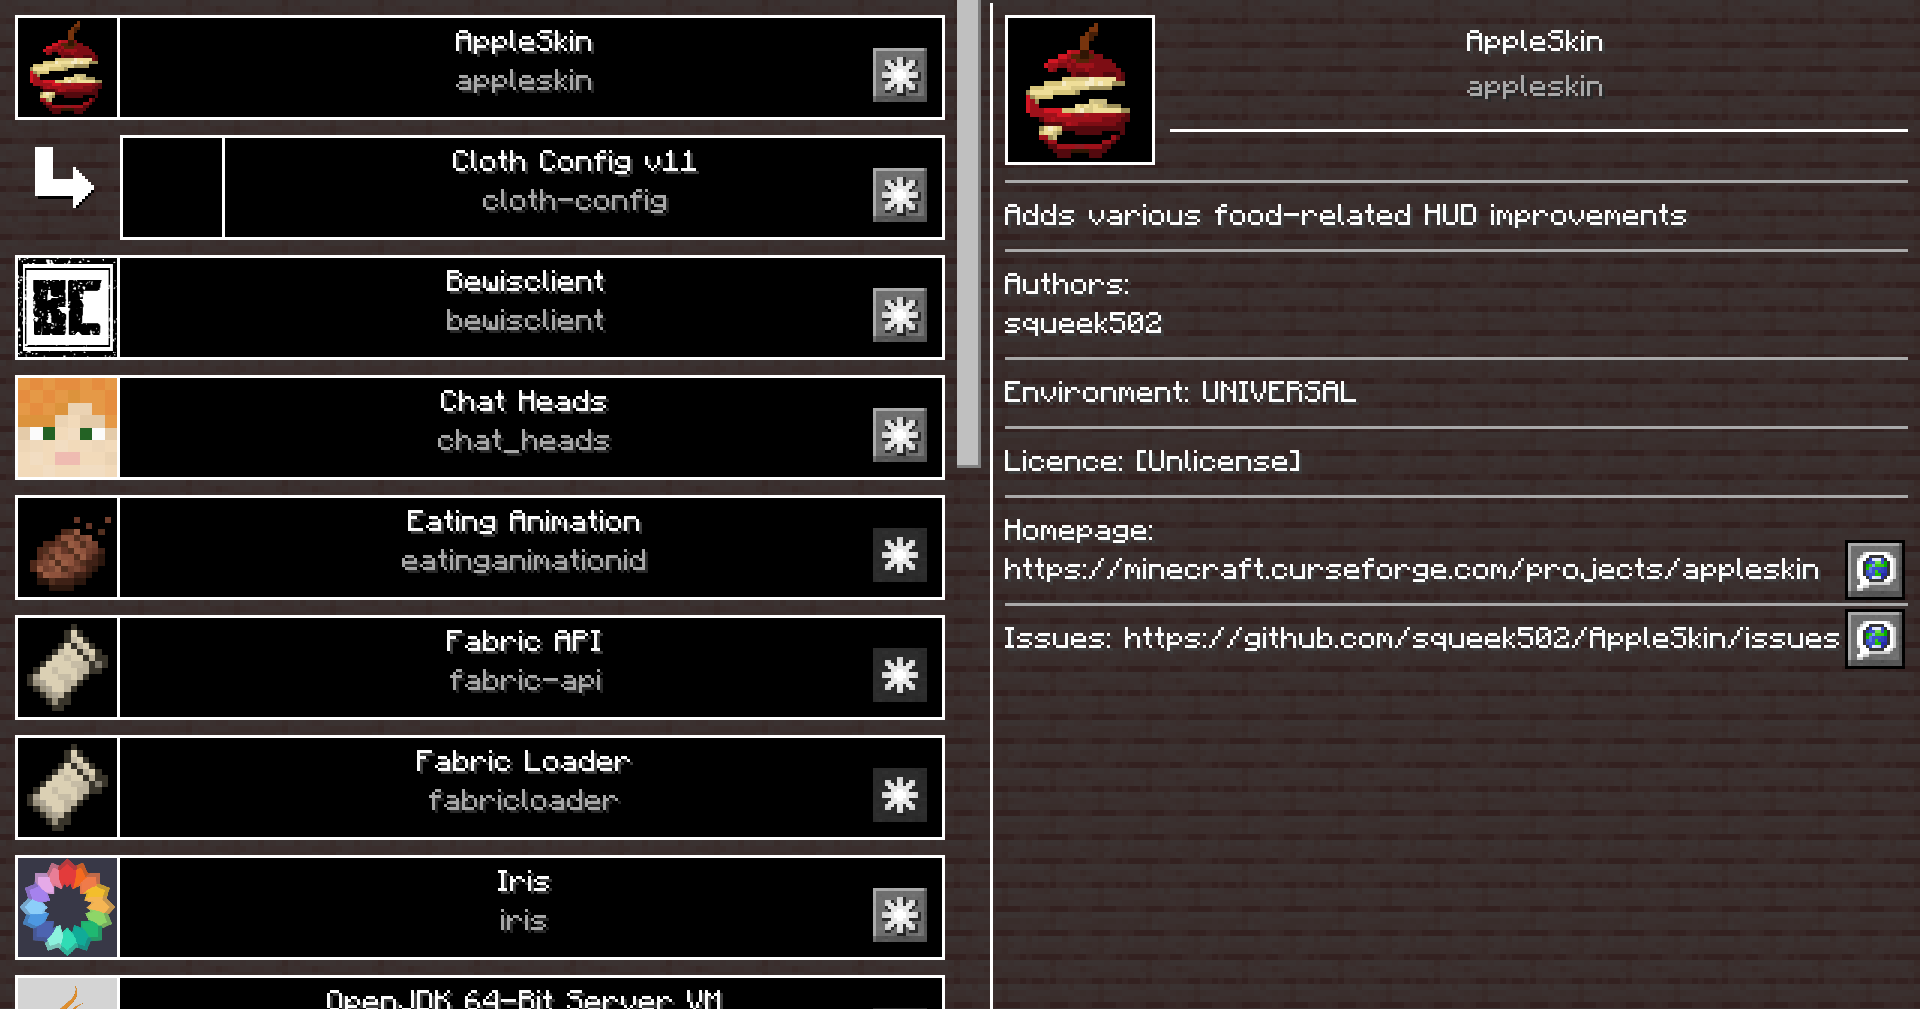 AppleSkin
appleskin
Cloth Config v11
cloth-config
BC
Bewisclient
bewisclient
Chat Heads
chat_heads
Eating Animation
eatinganimationid
Fabric API
fabric-api
Fabric Loader
fabricloader
Iris
iris
OpenJDK 64-Bit Server VM
AppleSkin
appleskin
Adds various food-related HUD improvements
Authors:
squeek502
Environment: UNIVERSAL
Licence: [Unlicense]
Homepage:
https://minecraft.curseforge.com/projects/appleskin
Issues: https://github.com/squeek502/AppleSkin/issues